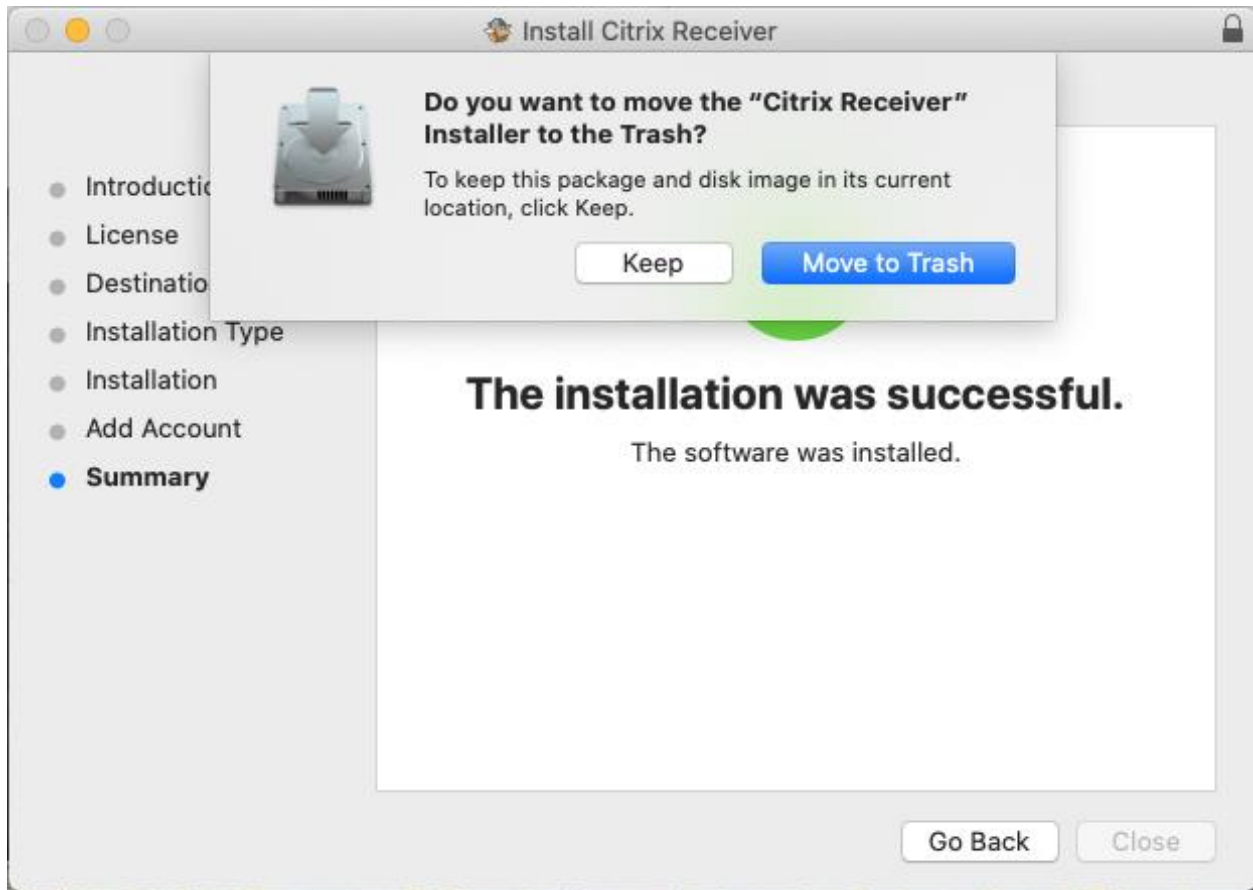 Install Citrix Receiver
Do you want to move the “Citrix Receiver”
Installer to the Trash?
To keep this package and disk image in its current
location, click Keep.
Keep
Move to Trash
Introductic
License
Destinatio
Installation Type
Installation
Add Account
Summary
The installation was successful.
The software was installed.
Go Back
Close